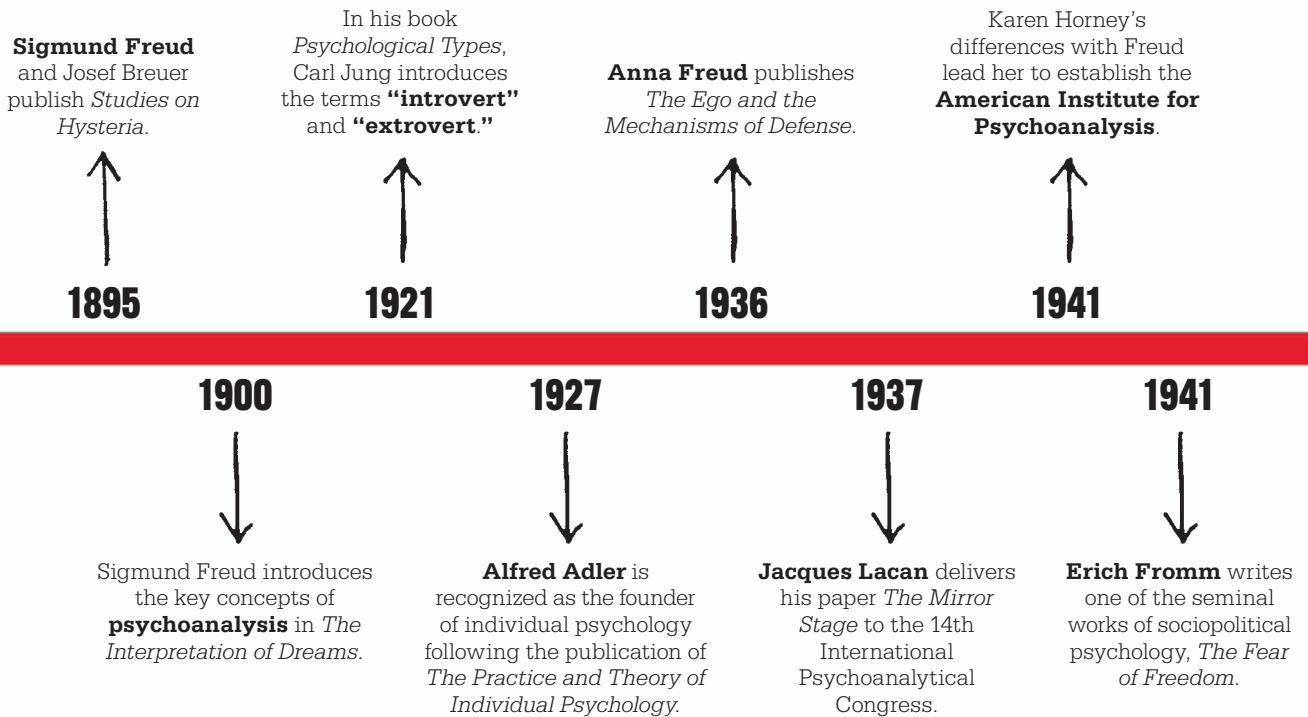 Sigmund Freud
and Josef Breuer
publish Studies on
Hysteria.
1895
In his book
Psychological Types,
Carl Jung introduces
the terms “introvert”
and “extrovert.”
1921
Anna Freud publishes
The Ego and the
Mechanisms of Defense.
1936
Karen Horney’s
differences with Freud
lead her to establish the
American Institute for
Psychoanalysis.
1941
1900
Sigmund Freud introduces
the key concepts of
psychoanalysis in The
Interpretation of Dreams.
1927
Alfred Adler is
recognized as the founder
of individual psychology
following the publication of
The Practice and Theory of
Individual Psychology.
1937
Jacques Lacan delivers
his paper The Mirror
Stage to the 14th
International
Psychoanalytical
Congress.
1941
Erich Fromm writes
one of the seminal
works of sociopolitical
psychology, The Fear
of Freedom.